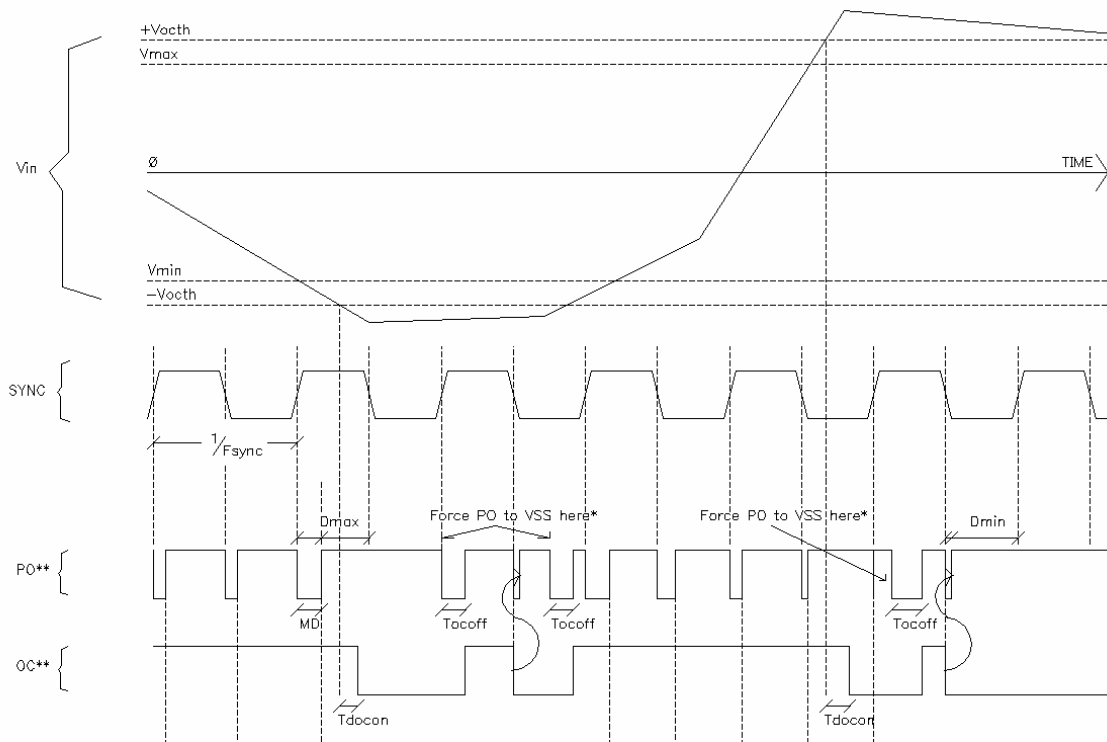 +Vocth
Vmax
Vin
Ø
TIME
Vmin
−Vocth
SYNC
1/Fsync
Dmax
Force PO to VSS here*
Force PO to VSS here*
Dmin
PO**
MD
Tocoff
Tocoff
Tocoff
OC**
Tdocon
Tdocon